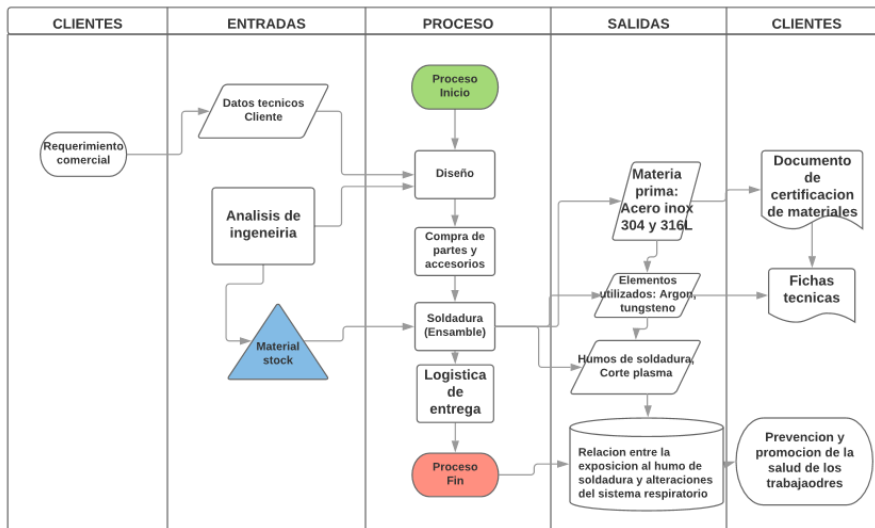 CLIENTES
ENTRADAS
PROCESO
SALIDAS
CLIENTES
Requerimiento
comercial
Datos tecnicos
Cliente
Analisis de
ingeneiria
Material
stock
Proceso
Inicio
Diseño
Compra de
partes y
accesorios
Soldadura
(Ensamble)
Logistica
de
entrega
Proceso
Fin
Materia
prima:
Acero inox
304 y 316L
Elementos
utilizados: Argon,
tungsteno
Humos de soldadura,
Corte plasma
Relacion entre la
exposicion al humo de
soldadura y alteraciones
del sistema respiratorio
Documento
de
certificacion
de materiales
Fichas
tecnicas
Prevencion y
promocion de la
salud de los
trabajaodres